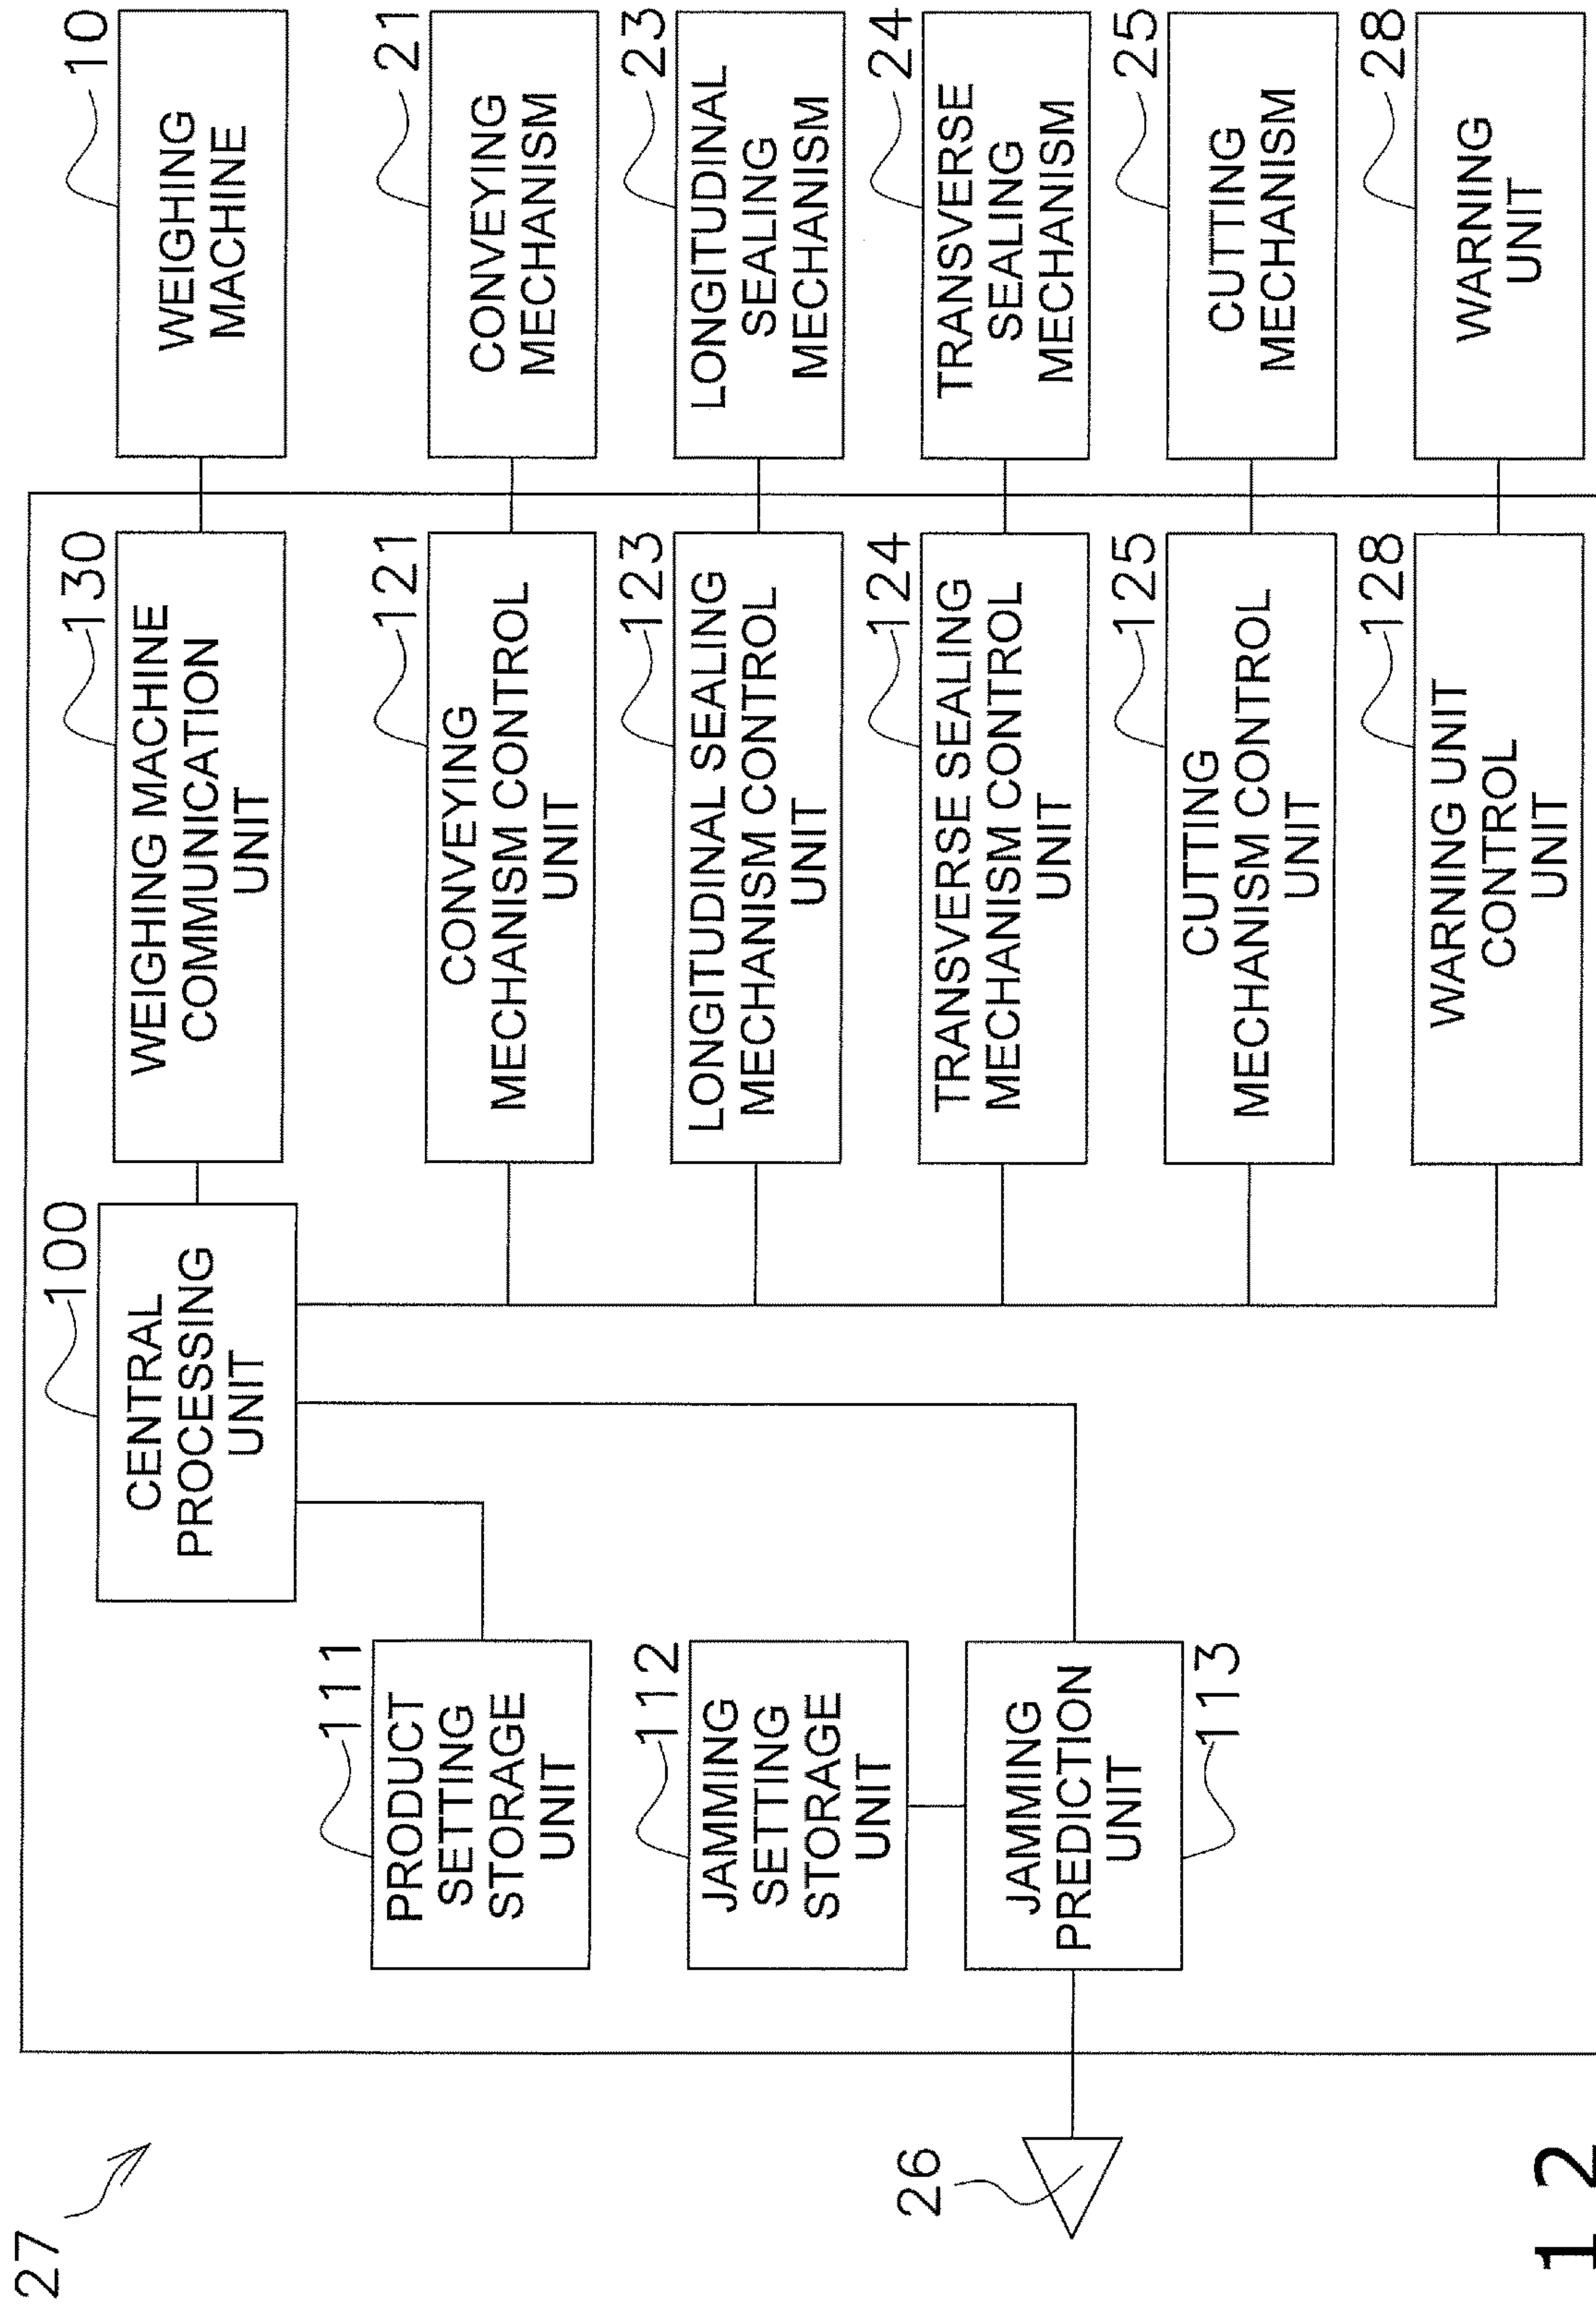 27
100
CENTRAL
PROCESSING
UNIT
130
WEIGHING MACHINE
COMMUNICATION
UNIT
10
WEIGHING
MACHINE
111
PRODUCT
SETTING
STORAGE
UNIT
121
CONVEYING
MECHANISM CONTROL
UNIT
21
CONVEYING
MECHANISM
112
JAMMING
SETTING
STORAGE
UNIT
123
LONGITUDINAL SEALING
MECHANISM CONTROL
UNIT
23
LONGITUDINAL
SEALING
MECHANISM
26
JAMMING
PREDICTION
UNIT
113
124
TRANSVERSE SEALING
MECHANISM CONTROL
UNIT
24
TRANSVERSE
SEALING
MECHANISM
125
CUTTING
MECHANISM CONTROL
UNIT
25
CUTTING
MECHANISM
128
WARNING UNIT
CONTROL
UNIT
28
WARNING
UNIT
12